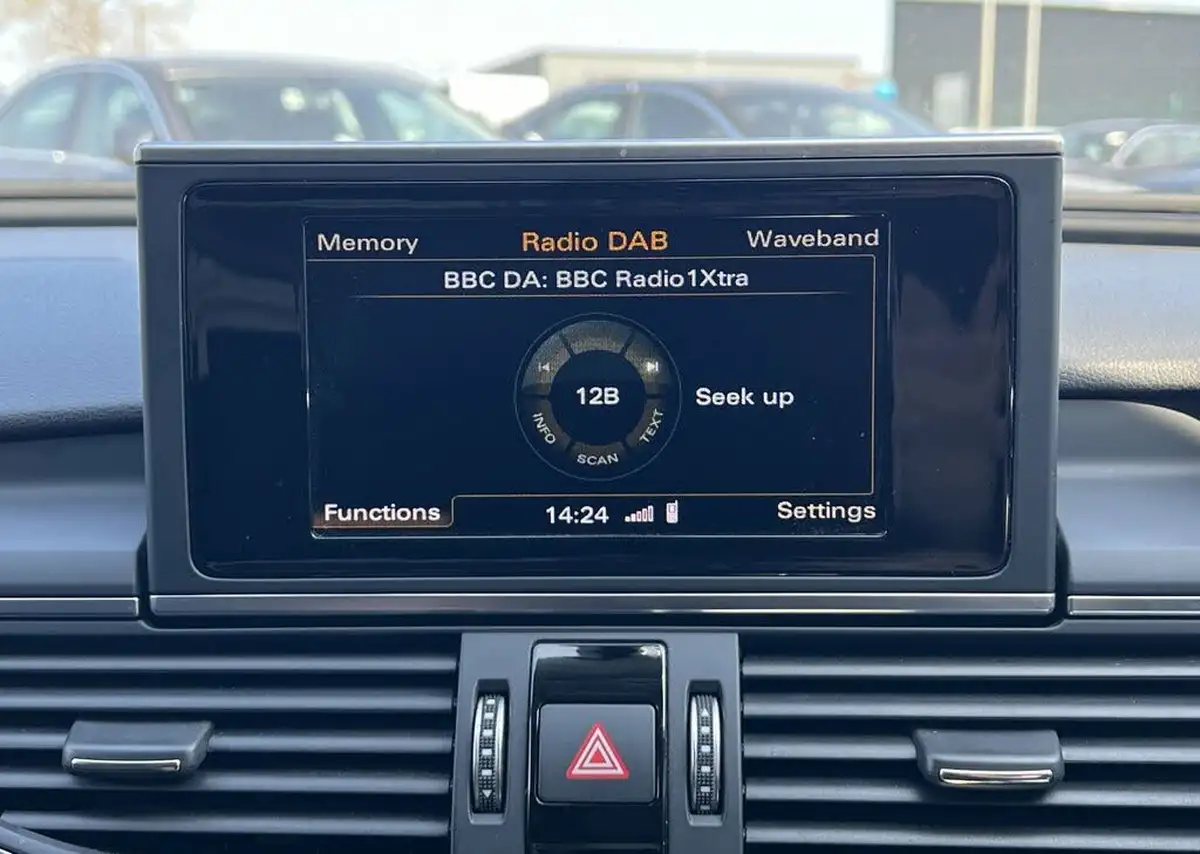 Memory Radio DAB Waveband
BBC DA: BBC Radio1Xtra
12B Seek up
INFO SCAN TEXT
Functions 14:24 Settings